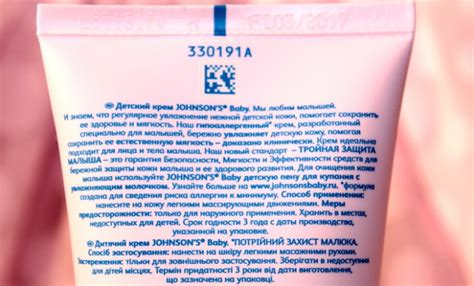 330191A
Детский крем JOHNSON'S® Baby. Мы любим малышей.
И знаем, что регулярное увлажнение нежной детской кожи, помогает сохранить
ее здоровье и мягкость. Наш гипоаллергенный* крем, разработанный
специально для малышей, бережно увлажняет детскую кожу, помогая
сохранить ее естественную мягкость – доказано клинически. Крем идеально
подходит для лица и тела малыша. Наш новый стандарт – ТРОЙНАЯ ЗАЩИТА
МАЛЫША – это гарантия Безопасности, Мягкости и Эффективности средств для
бережной защиты кожи малыша и ее здорового развития. Для очищения кожи
малыша используйте JOHNSON'S® Baby детскую пену для купания с
увлажняющим молочком. Узнайте больше на www.johnsonsbaby.ru. *формула
создана для сведения риска аллергии к минимуму. Способ применения:
нанесите на кожу легкими массирующими движениями. Меры
предосторожности: только для наружного применения. Хранить в местах,
недоступных для детей. Срок годности 3 года с даты производства,
указанной на упаковке.
Дитячий крем JOHNSON'S® Baby. "ПОТРІЙНИЙ ЗАХИСТ МАЛЮКА.
Спосіб застосування: нанести на шкіру легкими масажними рухами.
Застереження: тільки для зовнішнього застосування. Зберігати в недоступних
для дітей місцях. Термін придатності 3 роки від дати виготовлення,
що зазначено на упаковці.